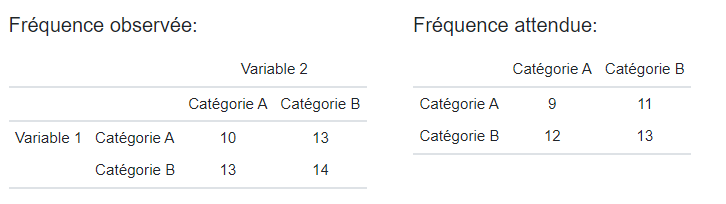 Fréquence observée:
Variable 2
Catégorie A Catégorie B
Variable 1 Catégorie A 10 13
Catégorie B 13 14
Fréquence attendue:
Catégorie A Catégorie B
Catégorie A 9 11
Catégorie B 12 13